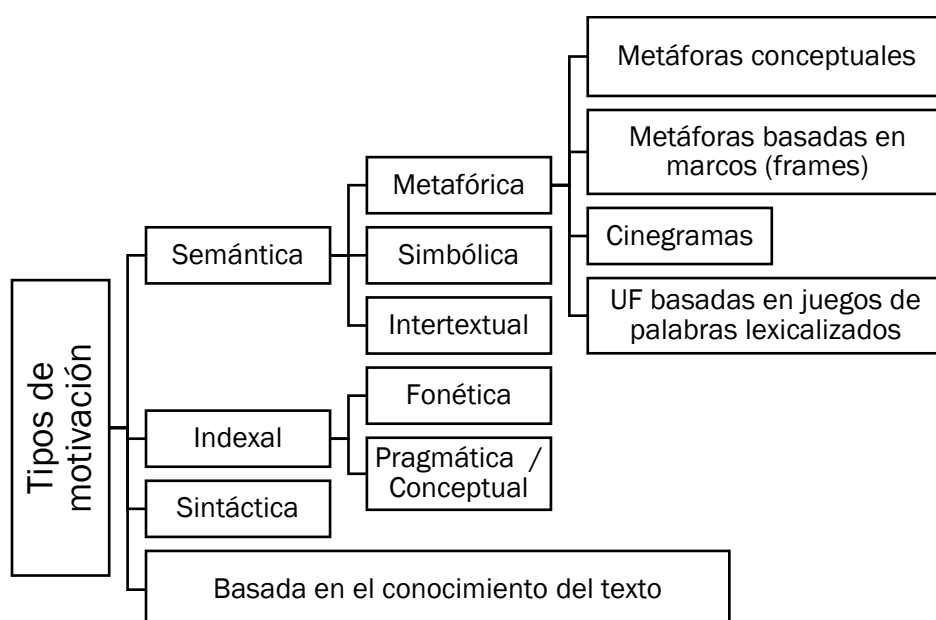 Tipos de
motivación
Semántica
Metafórica
Metáforas conceptuales
Metáforas basadas en
marcos (frames)
Cinegramas
UF basadas en juegos de
palabras lexicalizados
Simbólica
Intertextual
Indexal
Fonética
Pragmática /
Conceptual
Sintáctica
Basada en el conocimiento del texto